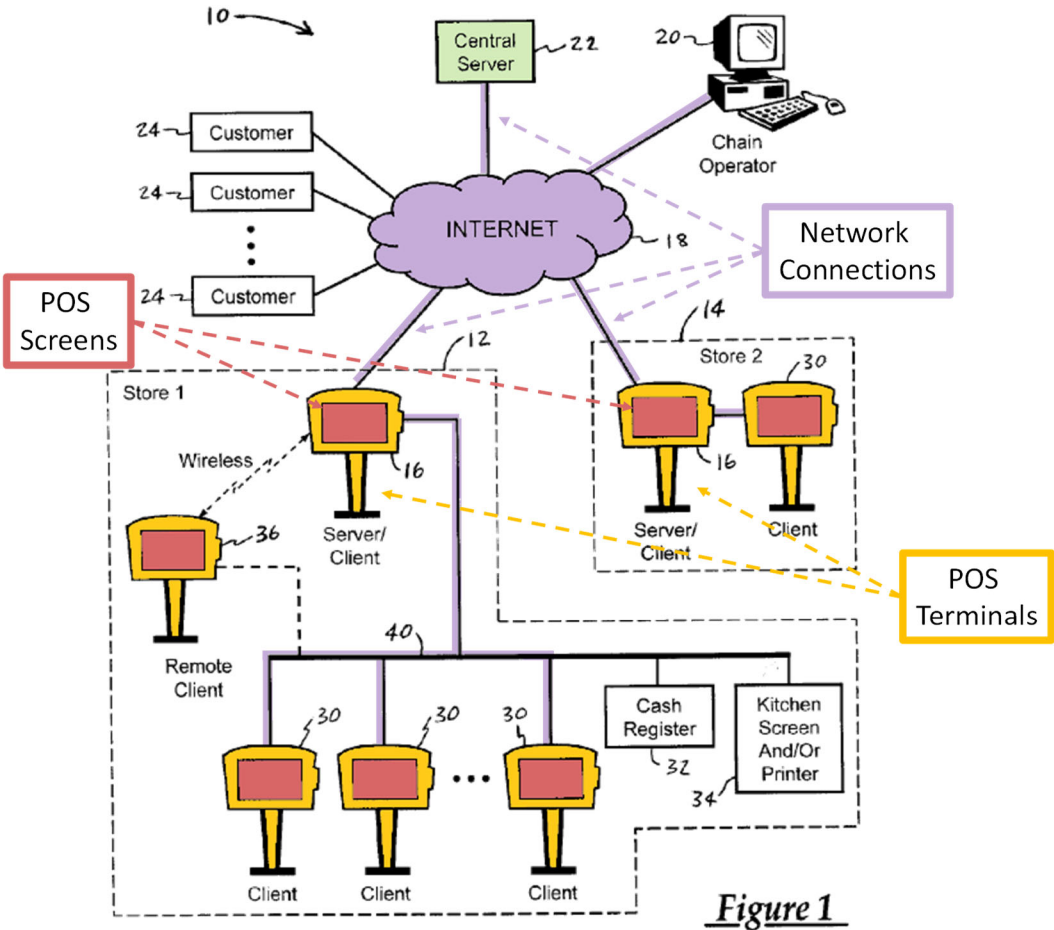 10
Central
Server
22
20
Chain
Operator
24
Customer
24
Customer
24
Customer
INTERNET
18
Network
Connections
POS
Screens
12
14
Store 1
Store 2
30
16
16
Wireless
Server/
Client
Server/
Client
Client
36
POS
Terminals
Remote
Client
40
30
30
30
Cash
Register
32
Kitchen
Screen
And/Or
Printer
34
Client
Client
Client
Figure 1